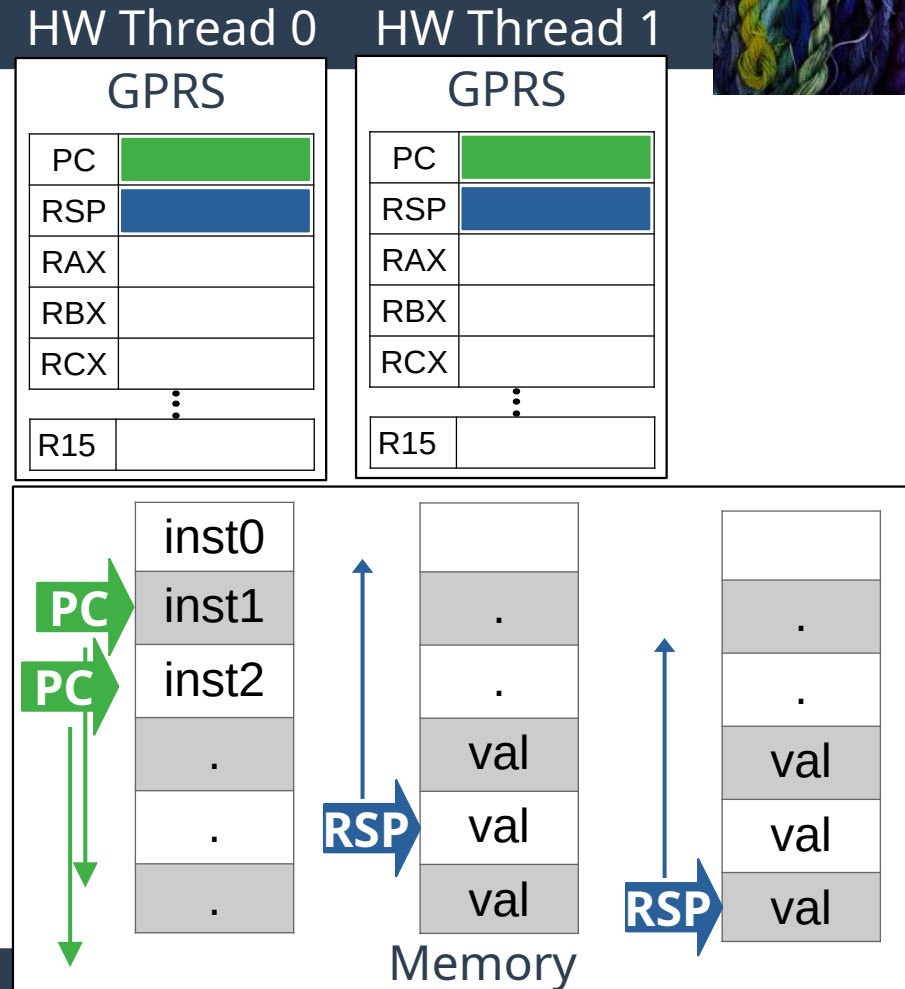 HW Thread 0
HW Thread 1
GPRS
PC
RSP
RAX
RBX
RCX
R15
GPRS
PC
RSP
RAX
RBX
RCX
R15
PC
PC
inst0
inst1
inst2
.
.
.
RSP
.
.
val
val
val
RSP
.
.
val
val
val
Memory